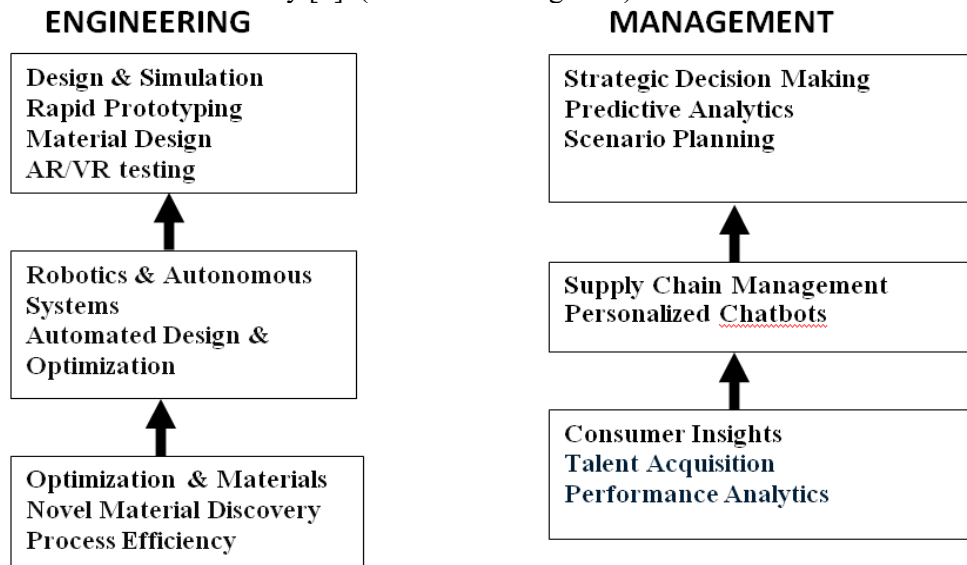 ENGINEERING
Design & Simulation
Rapid Prototyping
Material Design
AR/VR testing
Robotics & Autonomous
Systems
Automated Design &
Optimization
Optimization & Materials
Novel Material Discovery
Process Efficiency
MANAGEMENT
Strategic Decision Making
Predictive Analytics
Scenario Planning
Supply Chain Management
Personalized Chatbots
Consumer Insights
Talent Acquisition
Performance Analytics